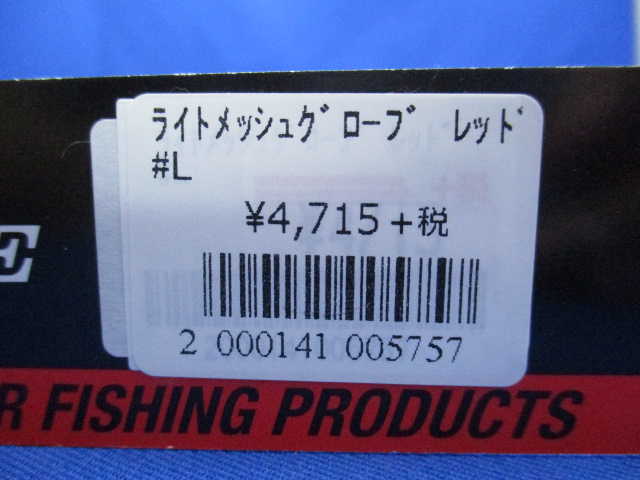 ライトメッシュグローブ　レッド
#L
¥4,715+税
2 000141 005757
E
R FISHING PRODUCTS